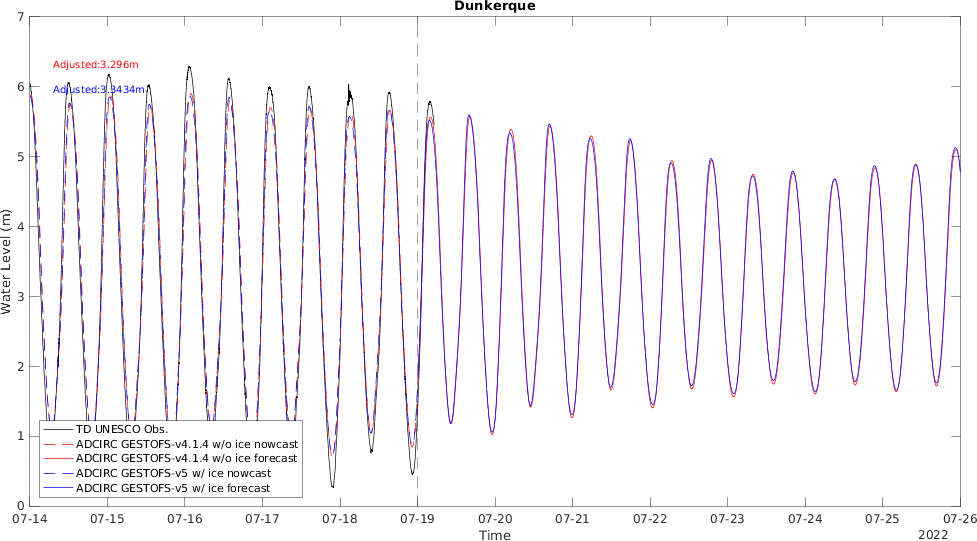 Dunkerque
7
6
5
4
3
2
1
0
Water Level (m)
Adjusted:3.296m
Adjusted:3.3434m
TD UNESCO Obs.
ADCIRC GESTOFS-v4.1.4 w/o ice nowcast
ADCIRC GESTOFS-v4.1.4 w/o ice forecast
ADCIRC GESTOFS-v5 w/ ice nowcast
ADCIRC GESTOFS-v5 w/ ice forecast
07-14 07-15 07-16 07-17 07-18 07-19 07-20 07-21 07-22 07-23 07-24 07-25 07-26
Time
2022